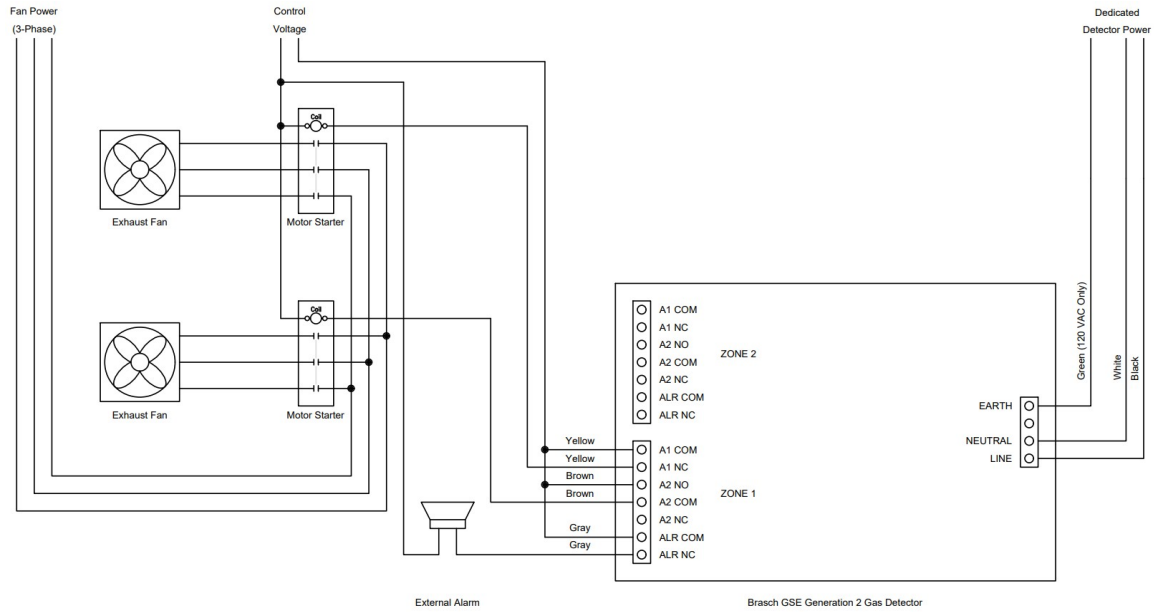 Fan Power
(3-Phase)
Control
Voltage
Dedicated
Detector Power
Coil
Exhaust Fan
Motor Starter
Coil
Exhaust Fan
Motor Starter
A1 COM
A1 NC
A2 NO
A2 COM
A2 NC
ALR COM
ALR NC
ZONE 2
Green (120 VAC Only)
White
Black
EARTH
NEUTRAL
LINE
Yellow
Yellow
Brown
Brown
Gray
Gray
A1 COM
A1 NC
A2 NO
A2 COM
A2 NC
ALR COM
ALR NC
ZONE 1
External Alarm
Brasch GSE Generation 2 Gas Detector